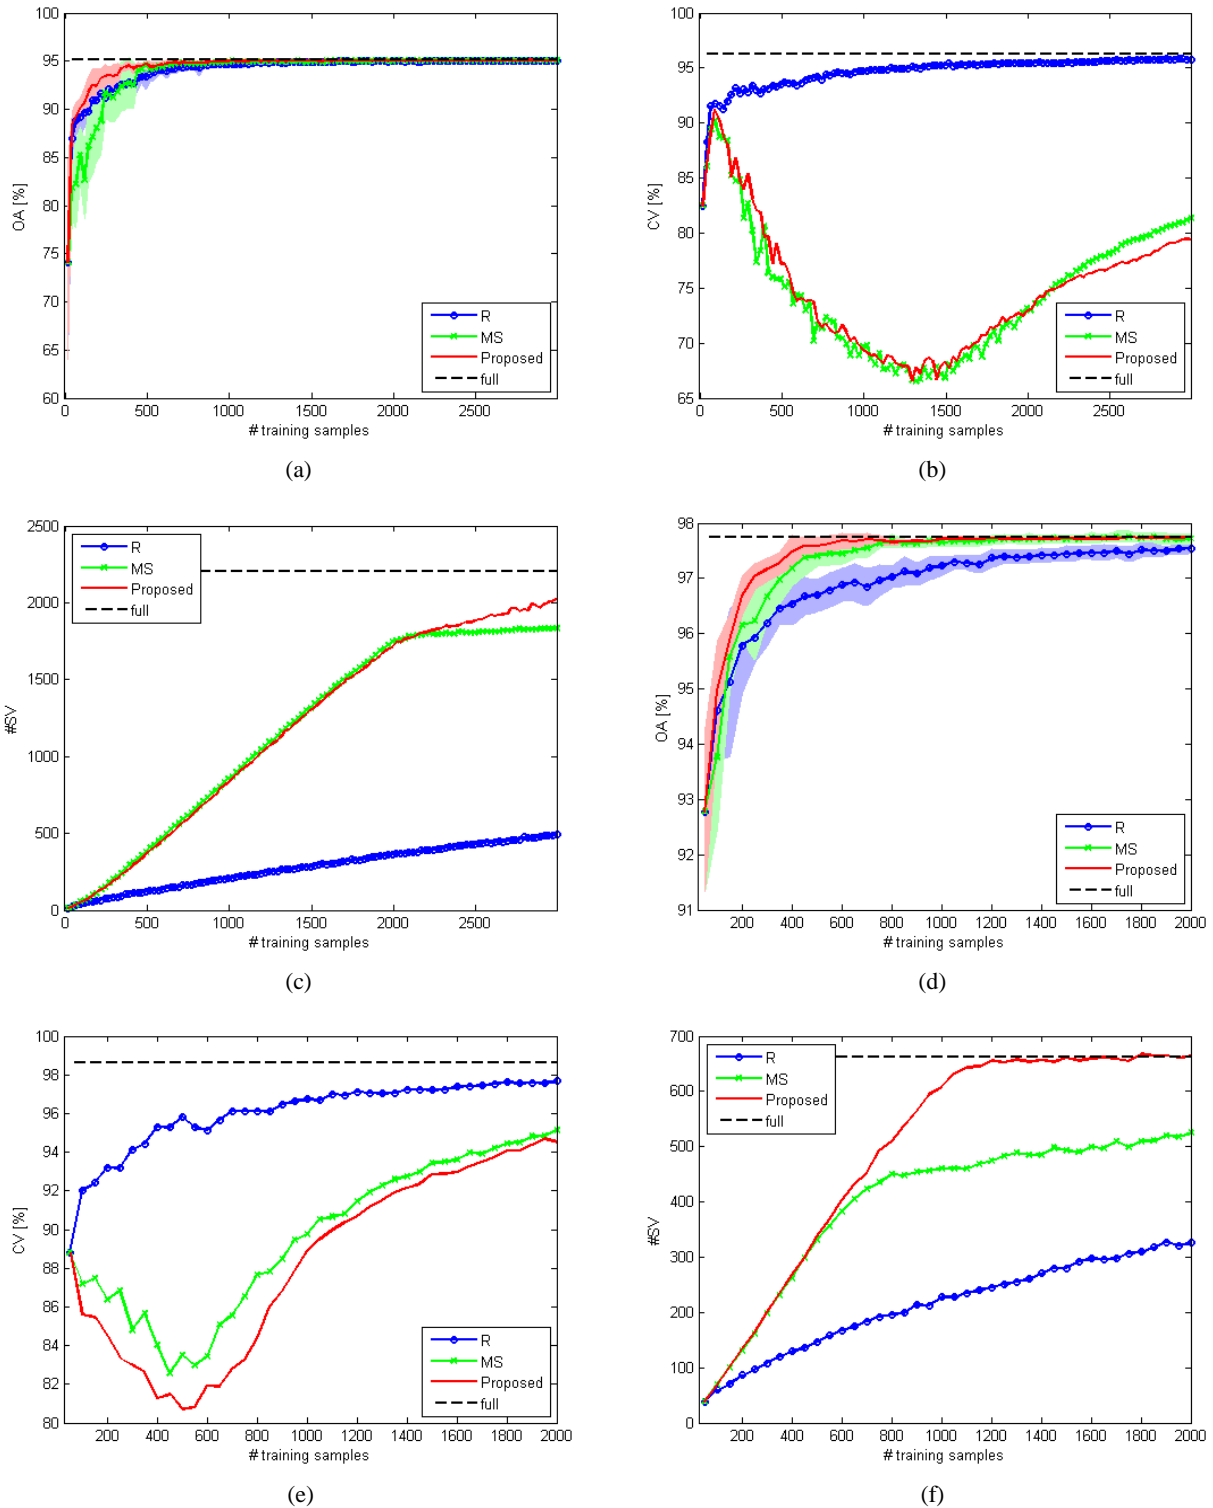 100
95
90
85
80
75
70
65
60
OA [%]
R
MS
Proposed
full
0 500 1000 1500 2000 2500
# training samples
(a)
100
95
90
85
80
75
70
65
CV [%]
R
MS
Proposed
full
0 500 1000 1500 2000 2500
# training samples
(b)
2500
2000
1500
1000
500
0
#SV
R
MS
Proposed
full
0 500 1000 1500 2000 2500
# training samples
(c)
98
97
96
95
94
93
92
91
OA [%]
R
MS
Proposed
full
200 400 600 800 1000 1200 1400 1600 1800 2000
# training samples
(d)
100
98
96
94
92
90
88
86
84
82
80
CV [%]
R
MS
Proposed
full
200 400 600 800 1000 1200 1400 1600 1800 2000
# training samples
(e)
700
600
500
400
300
200
100
0
#SV
R
MS
Proposed
full
200 400 600 800 1000 1200 1400 1600 1800 2000
# training samples
(f)